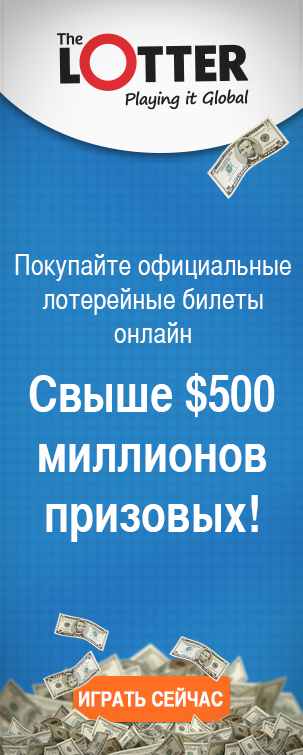 The
LOTTER
Playing it Global
Покупайте официальные
лотерейные билеты
онлайн
Свыше $500
миллионов
призовых!
ИГРАТЬ СЕЙЧАС